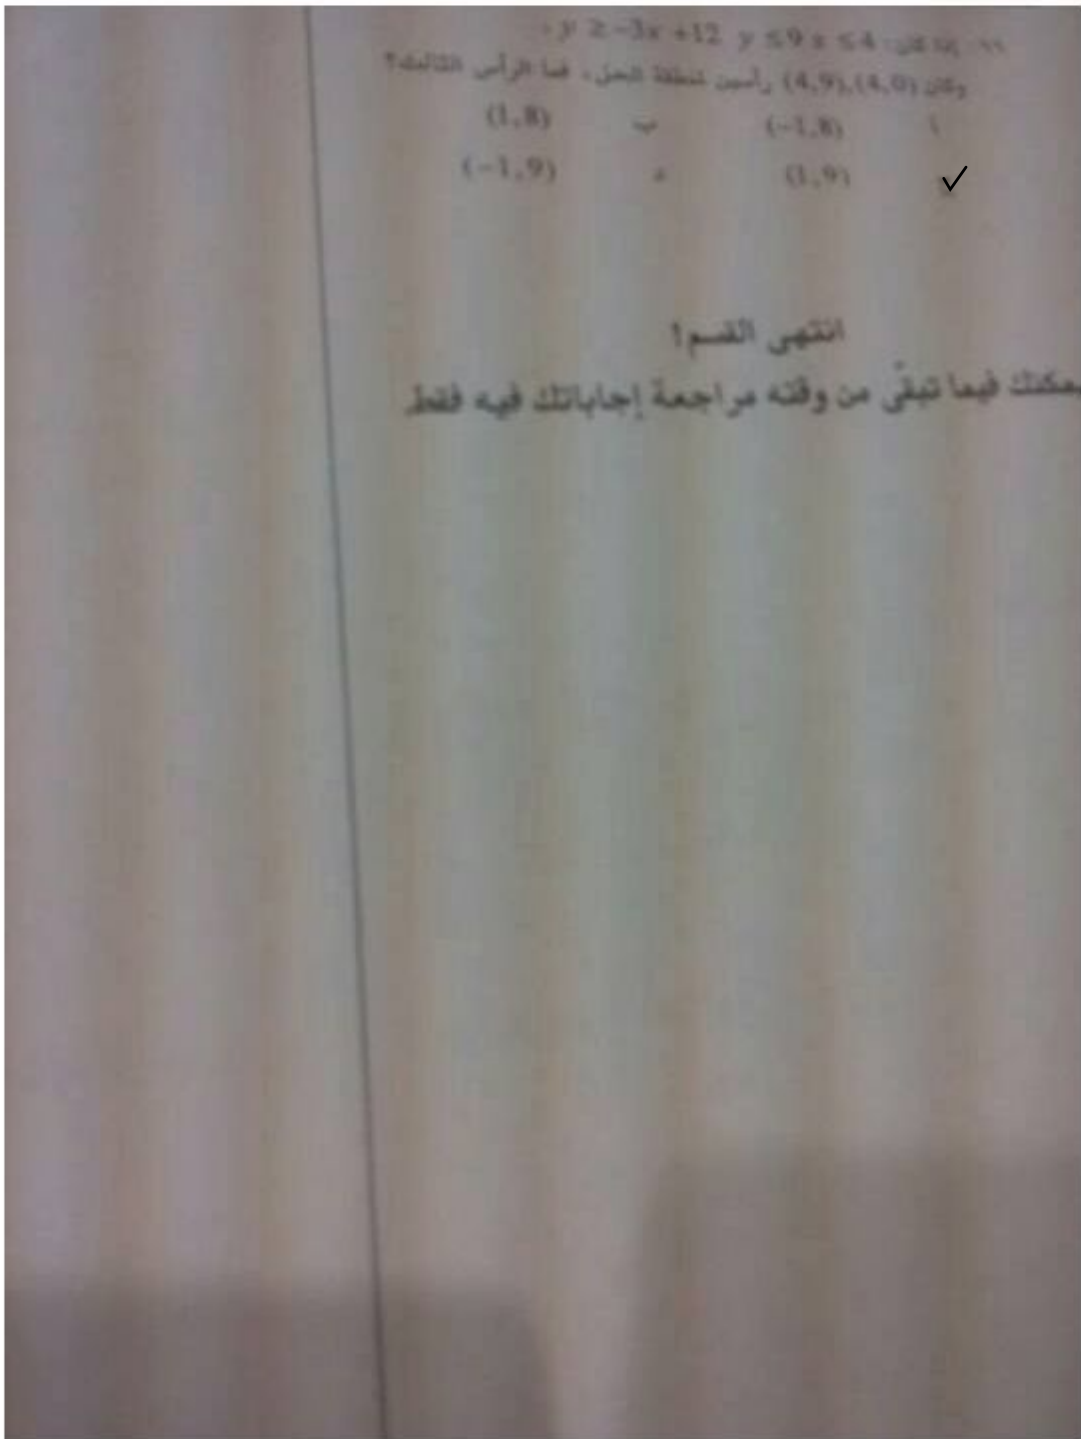 إذا كان: y ≥ -3x +12 y ≤ 9 x ≤ 4 ،
وكان (4,0),(4,9) رأسين لمنطقة الحل، فما الرأس الثالث؟
أ (-1,8) ب (1,8)
✓ (1,9) د (-1,9)
انتهى القسم!
يمكنك فيما تبقّى من وقته مراجعة إجاباتك فيه فقط.